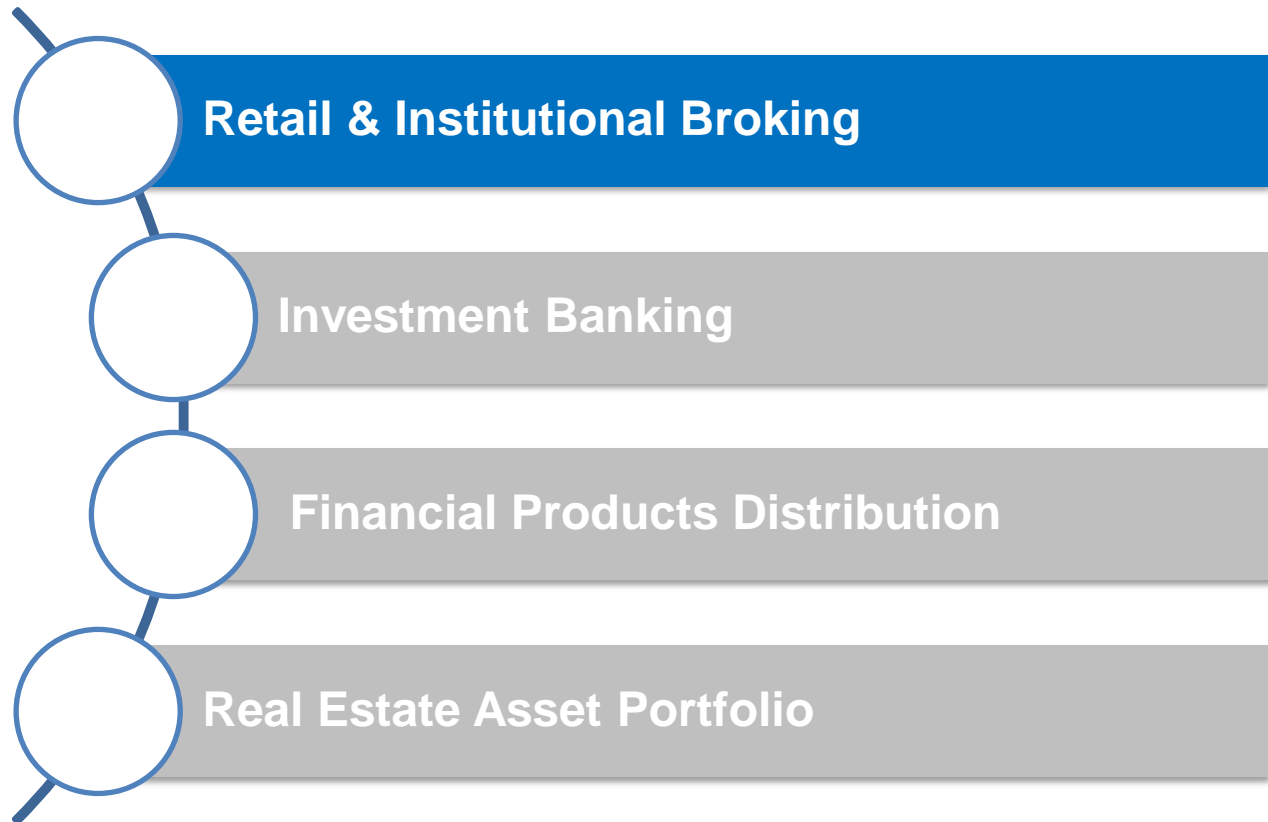 Retail & Institutional Broking
Investment Banking
Financial Products Distribution
Real Estate Asset Portfolio